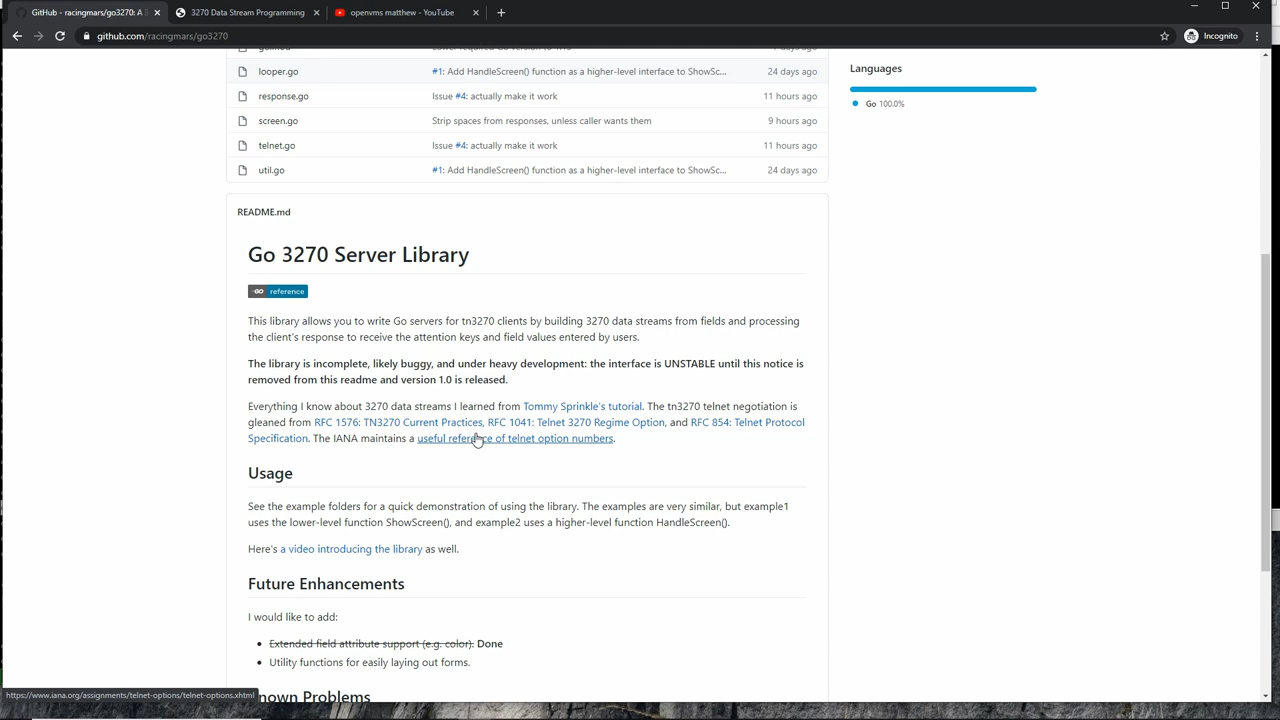 GitHub - racingmars/go3270: A 3
3270 Data Stream Programming
openvms matthew - YouTube
github.com/racingmars/go3270
Incognito
looper.go #1: Add HandleScreen() function as a higher-level interface to ShowSc... 24 days ago
response.go Issue #4: actually make it work 11 hours ago
screen.go Strip spaces from responses, unless caller wants them 9 hours ago
telnet.go Issue #4: actually make it work 11 hours ago
util.go #1: Add HandleScreen() function as a higher-level interface to ShowSc... 24 days ago
Languages
Go 100.0%
README.md
Go 3270 Server Library
GO reference
This library allows you to write Go servers for tn3270 clients by building 3270 data streams from fields and processing
the client's response to receive the attention keys and field values entered by users.
The library is incomplete, likely buggy, and under heavy development: the interface is UNSTABLE until this notice is
removed from this readme and version 1.0 is released.
Everything I know about 3270 data streams I learned from Tommy Sprinkle's tutorial. The tn3270 telnet negotiation is
gleaned from RFC 1576: TN3270 Current Practices, RFC 1041: Telnet 3270 Regime Option, and RFC 854: Telnet Protocol
Specification. The IANA maintains a useful reference of telnet option numbers.
Usage
See the example folders for a quick demonstration of using the library. The examples are very similar, but example1
uses the lower-level function ShowScreen(), and example2 uses a higher-level function HandleScreen().
Here's a video introducing the library as well.
Future Enhancements
I would like to add:
Extended field attribute support (e.g. color). Done
Utility functions for easily laying out forms.
https://www.iana.org/assignments/telnet-options/telnet-options.xhtml
nown Problems